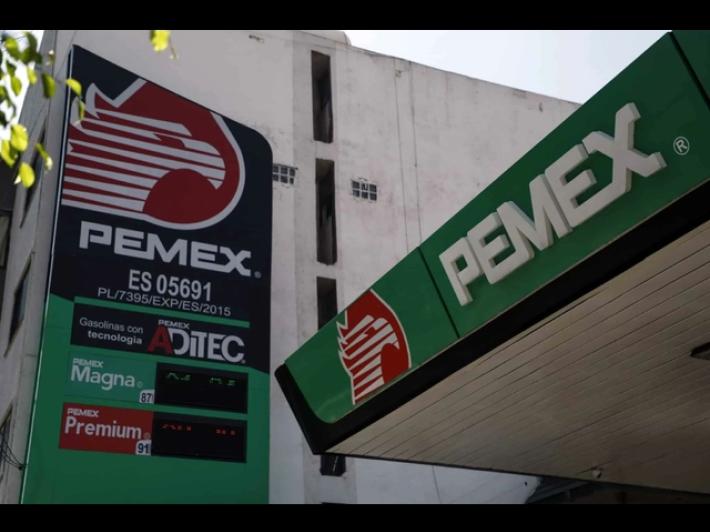 PEMEX®
ES 05691
PL/7395/EXP/ES/2015
Gasolinas con
tecnología
PEMEX
ADiTEC
PEMEX
Magna®
87
PEMEX
Premium®
91
PEMEX®